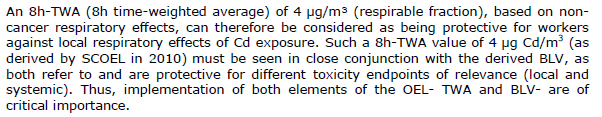 An 8h-TWA (8h time-weighted average) of 4 μg/m³ (respirable fraction), based on non-
cancer respiratory effects, can therefore be considered as being protective for workers
against local respiratory effects of Cd exposure. Such a 8h-TWA value of 4 μg Cd/m³ (as
derived by SCOEL in 2010) must be seen in close conjunction with the derived BLV, as
both refer to and are protective for different toxicity endpoints of relevance (local and
systemic). Thus, implementation of both elements of the OEL- TWA and BLV- are of
critical importance.